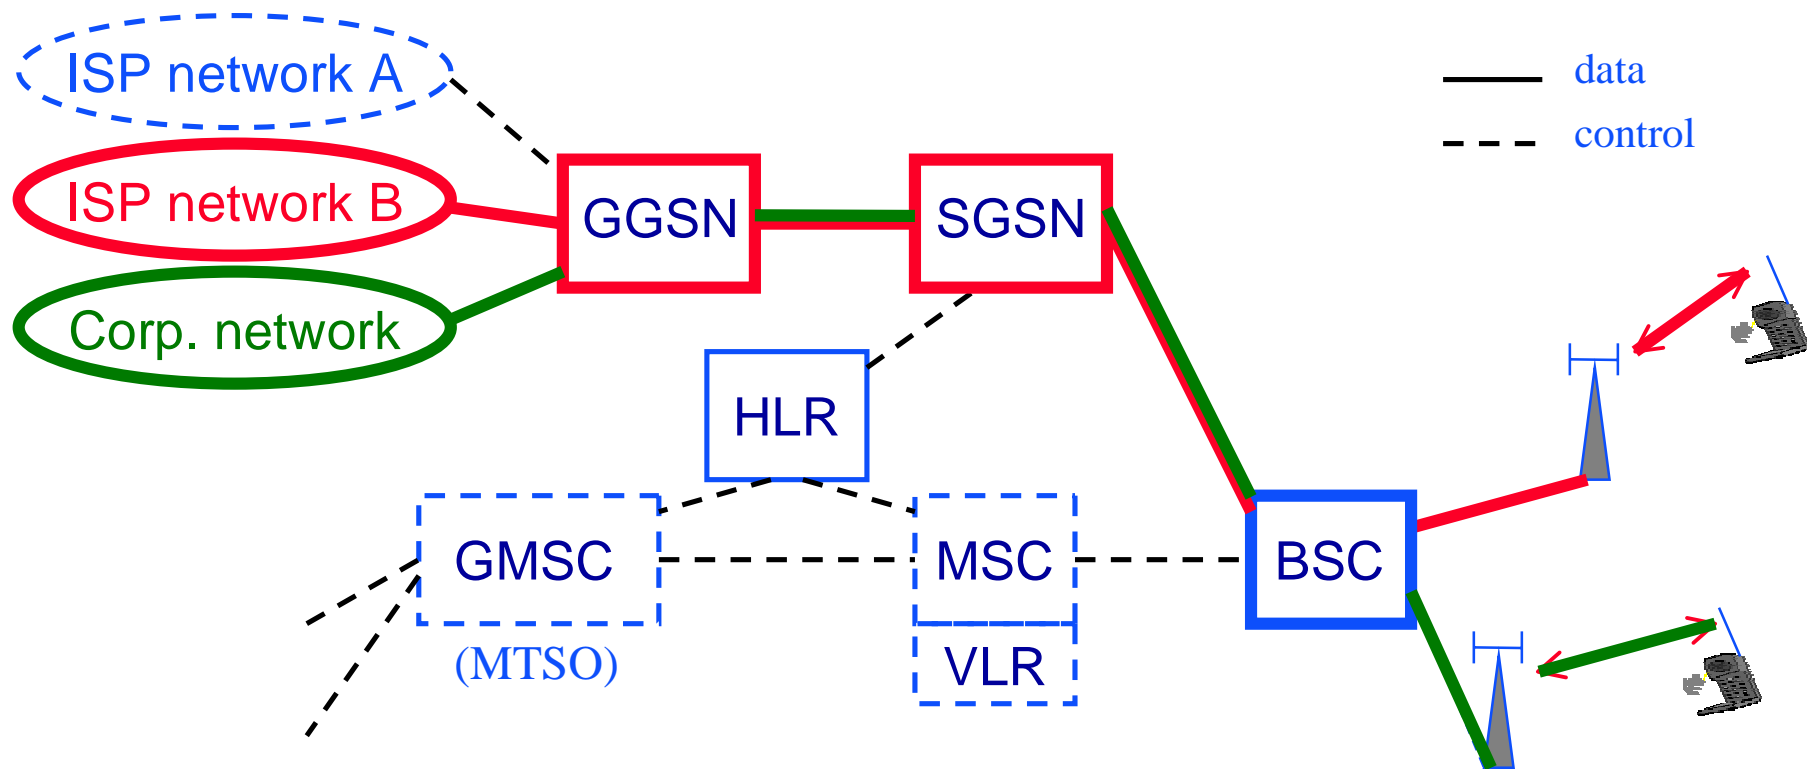 ISP network A
data
control
ISP network B
GGSN
SGSN
Corp. network
HLR
GMSC
MSC
BSC
(MTSO)
VLR